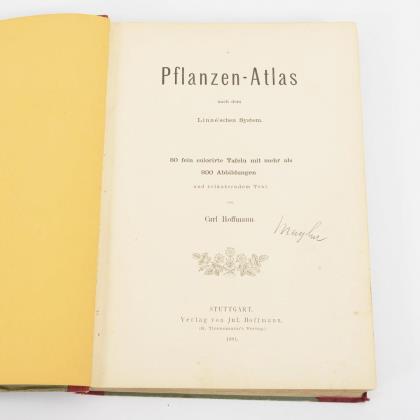 Pflanzen-Atlas
nach dem
Linné'schen System.
80 fein colorirte Tafeln mit mehr als
800 Abbildungen
und erläuterndem Text
von
Carl Hoffmann.
STUTTGART.
Verlag von Jul. Hoffmann.
(K. Thienemann's Verlag.)
1881.